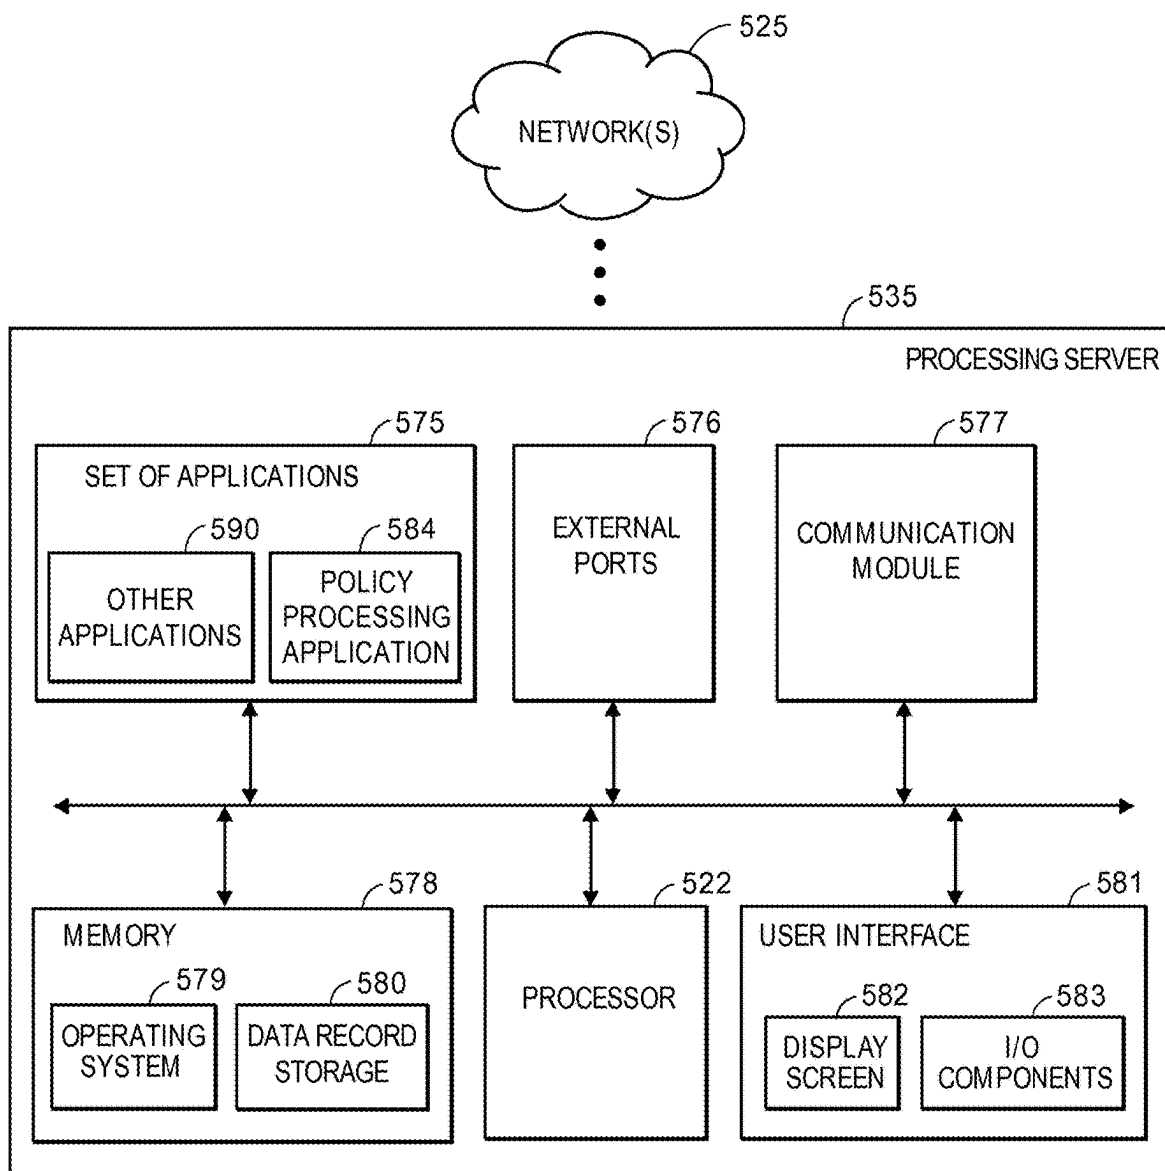 525
NETWORK(S)
535
PROCESSING SERVER
575
SET OF APPLICATIONS
590
OTHER
APPLICATIONS
584
POLICY
PROCESSING
APPLICATION
576
EXTERNAL
PORTS
577
COMMUNICATION
MODULE
578
MEMORY
579
OPERATING
SYSTEM
580
DATA RECORD
STORAGE
522
PROCESSOR
581
USER INTERFACE
582
DISPLAY
SCREEN
583
I/O
COMPONENTS